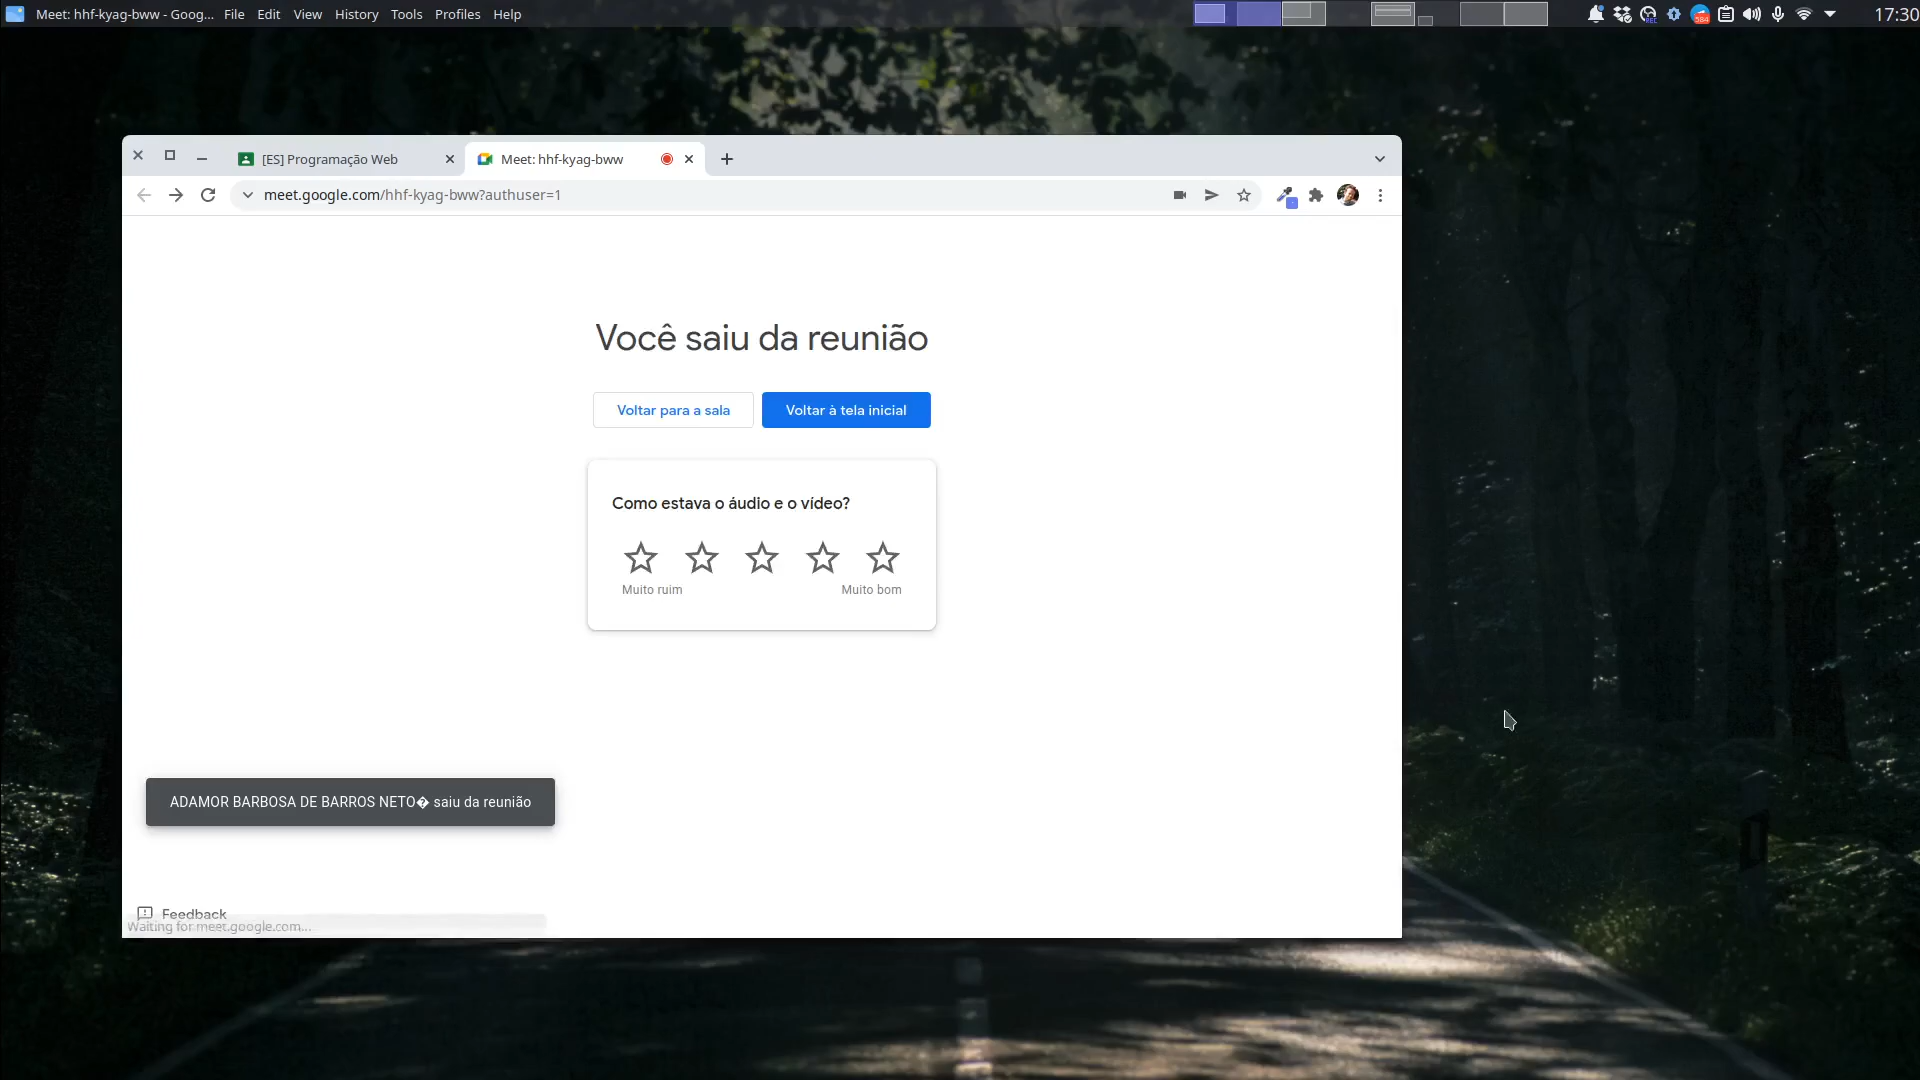 Meet: hhf-kyag-bww - Goog... File Edit View History Tools Profiles Help
REC
584
17:30
[ES] Programação Web
Meet: hhf-kyag-bww
meet.google.com/hhf-kyag-bww?authuser=1
Você saiu da reunião
Voltar para a sala
Voltar à tela inicial
Como estava o áudio e o vídeo?
Muito ruim
Muito bom
ADAMOR BARBOSA DE BARROS NETO� saiu da reunião
Feedback
Waiting for meet.google.com...